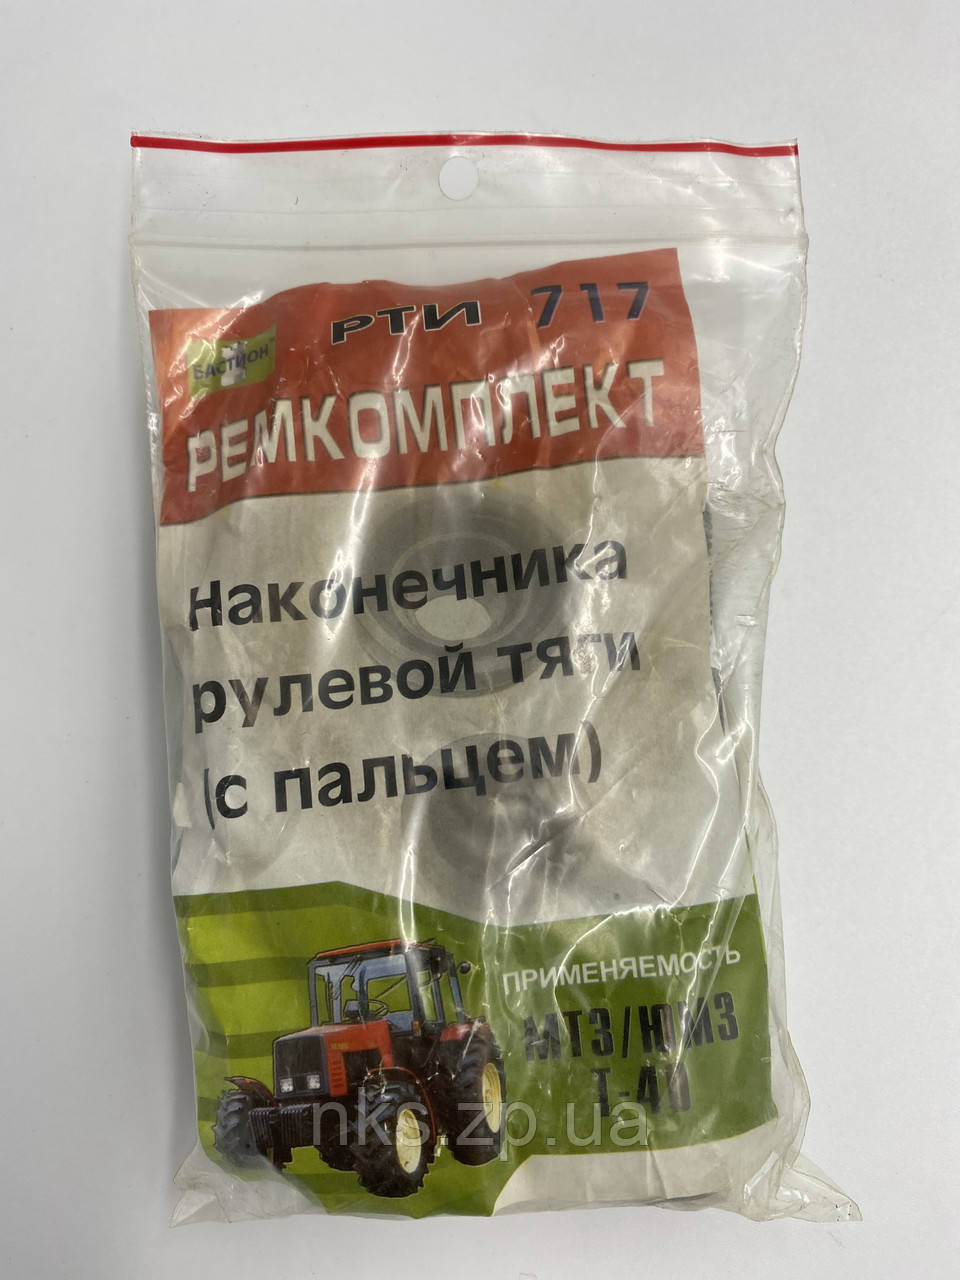 РТИ 717
БАСТИОН
РЕМКОМПЛЕКТ
Наконечника
рулевой тяги
(с пальцем)
ПРИМЕНЯЕМОСТЬ
МТЗ/ЮМЗ
Т-40
nks.zp.ua